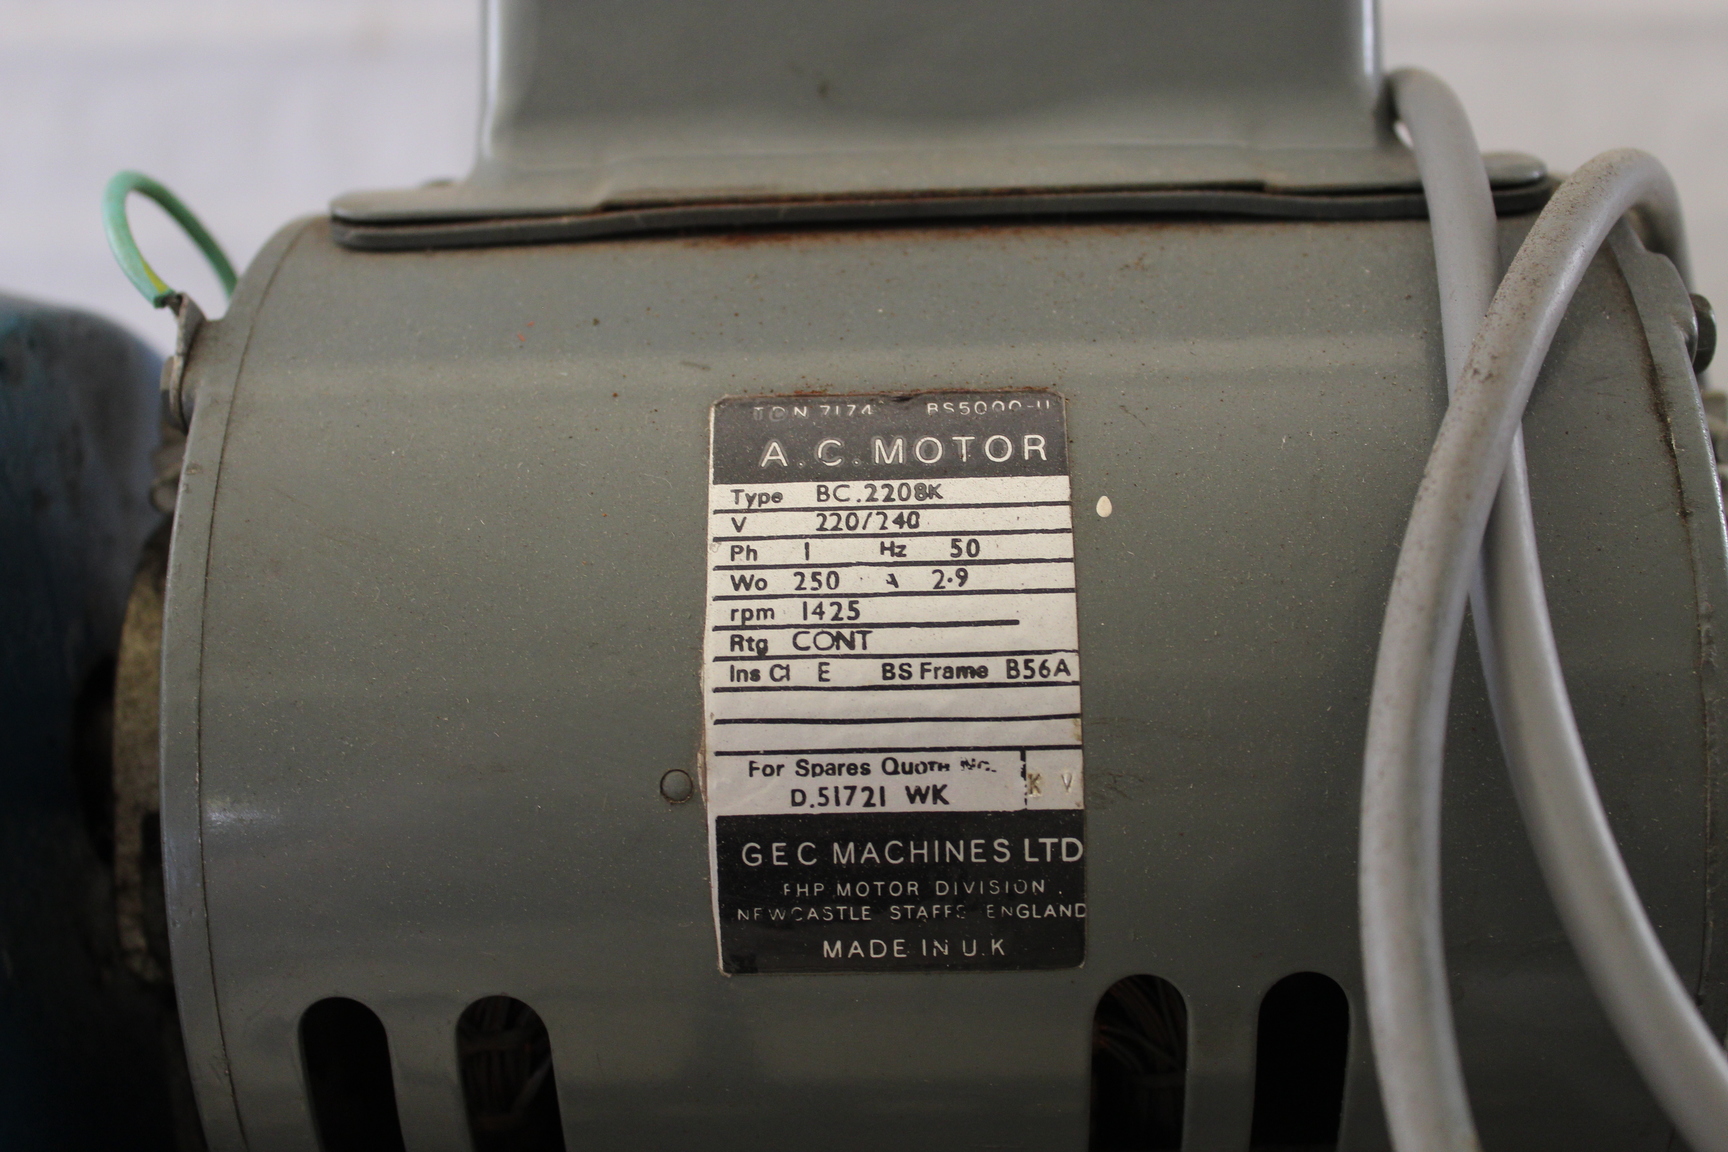 7174 BS5000-11
A.C. MOTOR
Type BC.2208K
V 220/240
Ph 1 Hz 50
Wo 250 A 2·9
rpm 1425
Rtg CONT
Ins Cl E BS Frame B56A
For Spares Quote No.
D.51721 WK
K V
GEC MACHINES LTD
FHP MOTOR DIVISION
NEWCASTLE STAFFS ENGLAND
MADE IN U.K